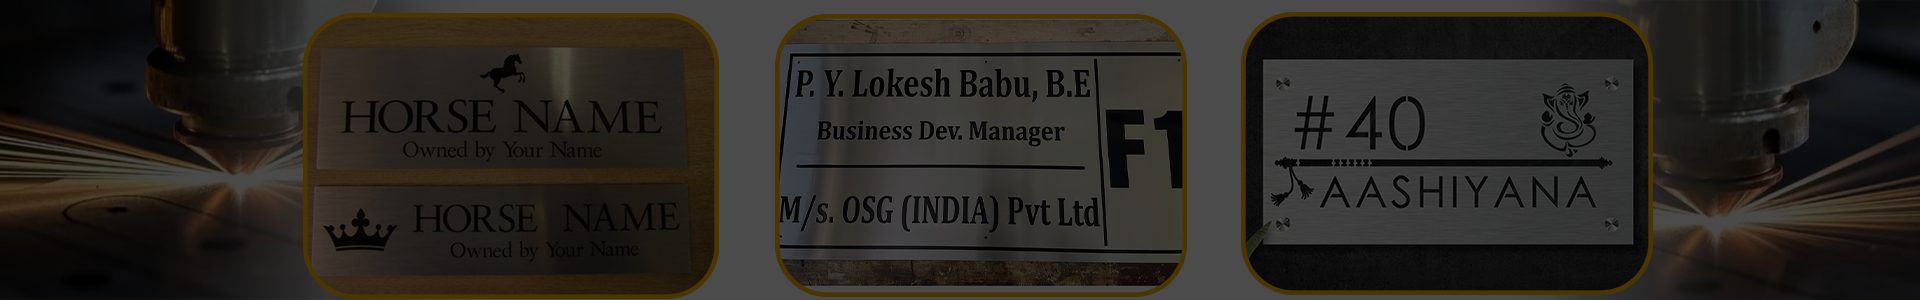 HORSE NAME
Owned by Your Name
HORSE NAME
Owned by Your Name
P. Y. Lokesh Babu, B.E
Business Dev. Manager
M/s. OSG (INDIA) Pvt Ltd
F1
#40
AASHIYANA